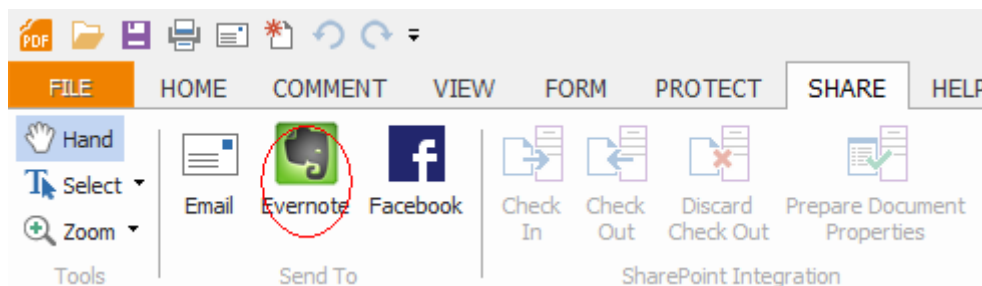 PDF
FILE HOME COMMENT VIEW FORM PROTECT SHARE HELP
Hand
Select
Zoom
Tools
Email Evernote Facebook
Send To
Check In
Check Out
Discard Check Out
Prepare Document Properties
SharePoint Integration